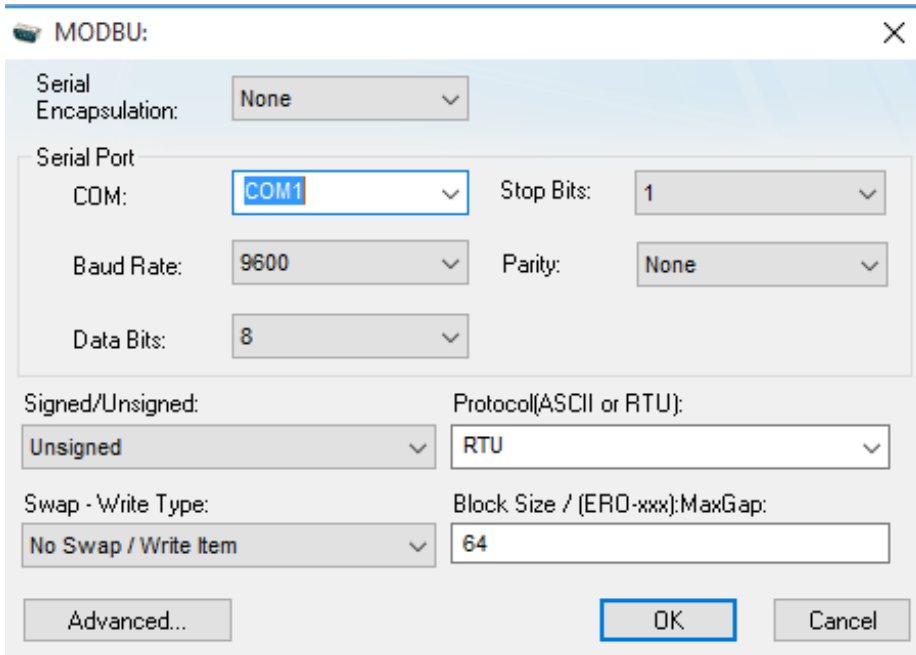 MODBU:
Serial
Encapsulation:
None
Serial Port
COM:
COM1
Stop Bits:
1
Baud Rate:
9600
Parity:
None
Data Bits:
8
Signed/Unsigned:
Protocol(ASCII or RTU):
Unsigned
RTU
Swap - Write Type:
Block Size / (ERO-xxx):MaxGap:
No Swap / Write Item
64
Advanced...
OK
Cancel